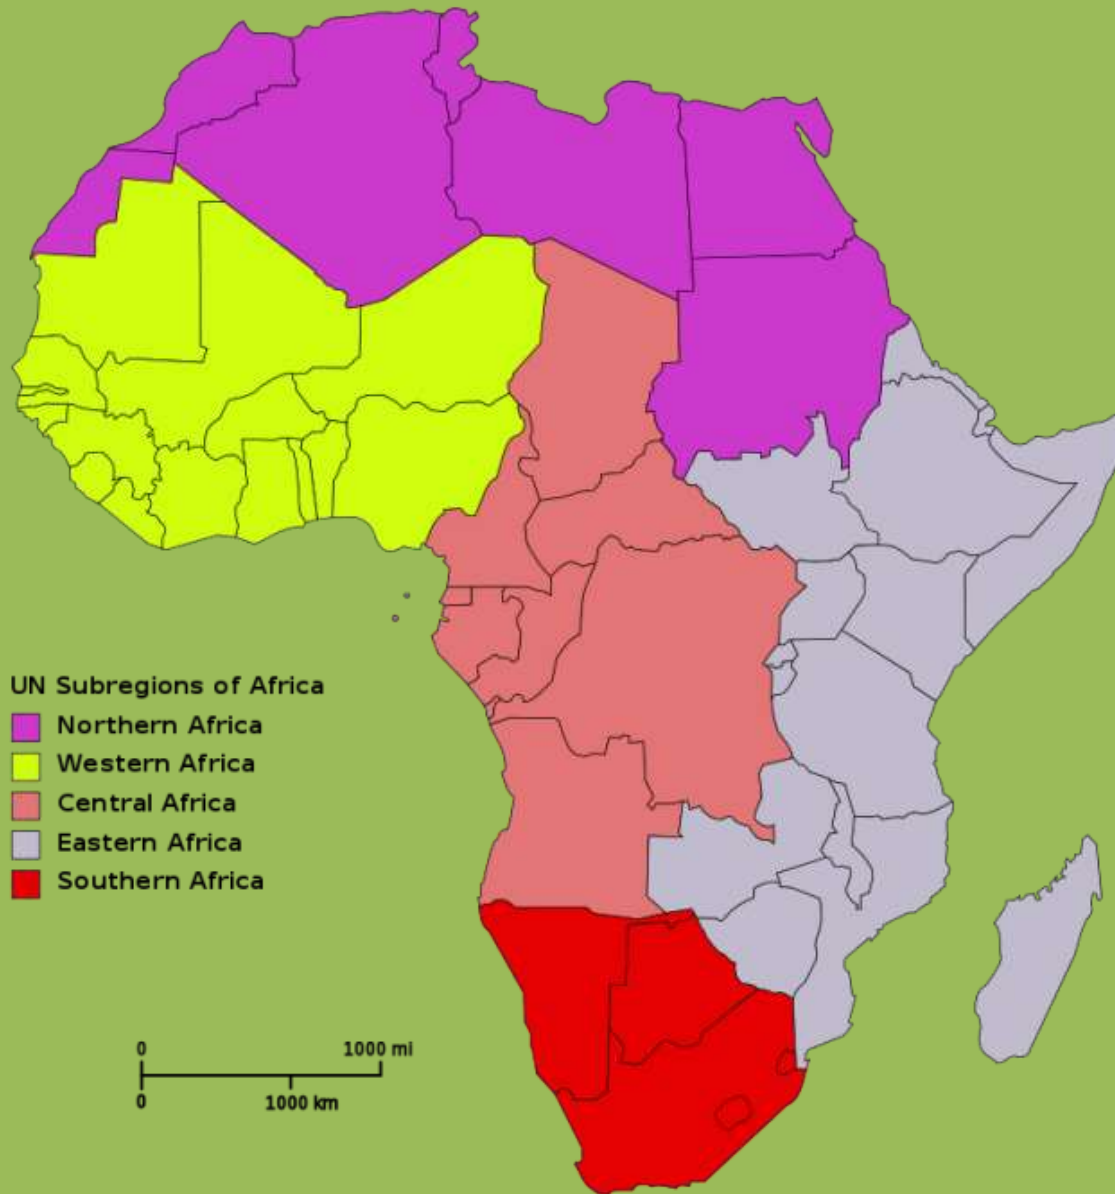 UN Subregions of Africa
Northern Africa
Western Africa
Central Africa
Eastern Africa
Southern Africa
0 1000 mi
0 1000 km